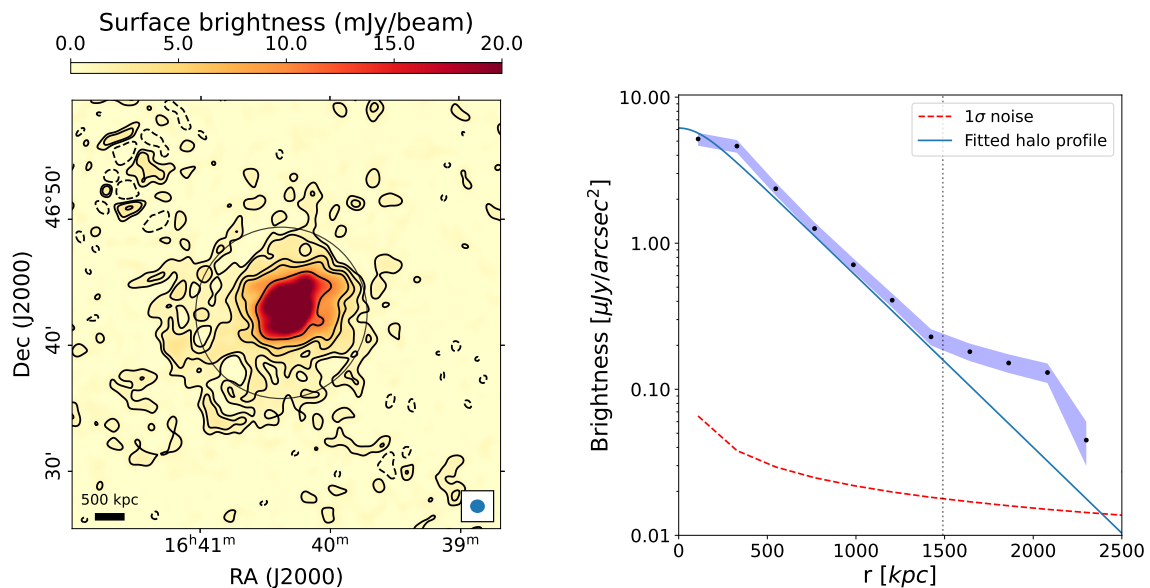 Surface brightness (mJy/beam)
0.0 5.0 10.0 15.0 20.0
46°50'
40'
30'
Dec (J2000)
500 kpc
16ʰ41ᵐ 40ᵐ 39ᵐ
RA (J2000)
10.00
1.00
0.10
0.01
Brightness [μJy/arcsec²]
1σ noise
Fitted halo profile
0 500 1000 1500 2000 2500
r [kpc]